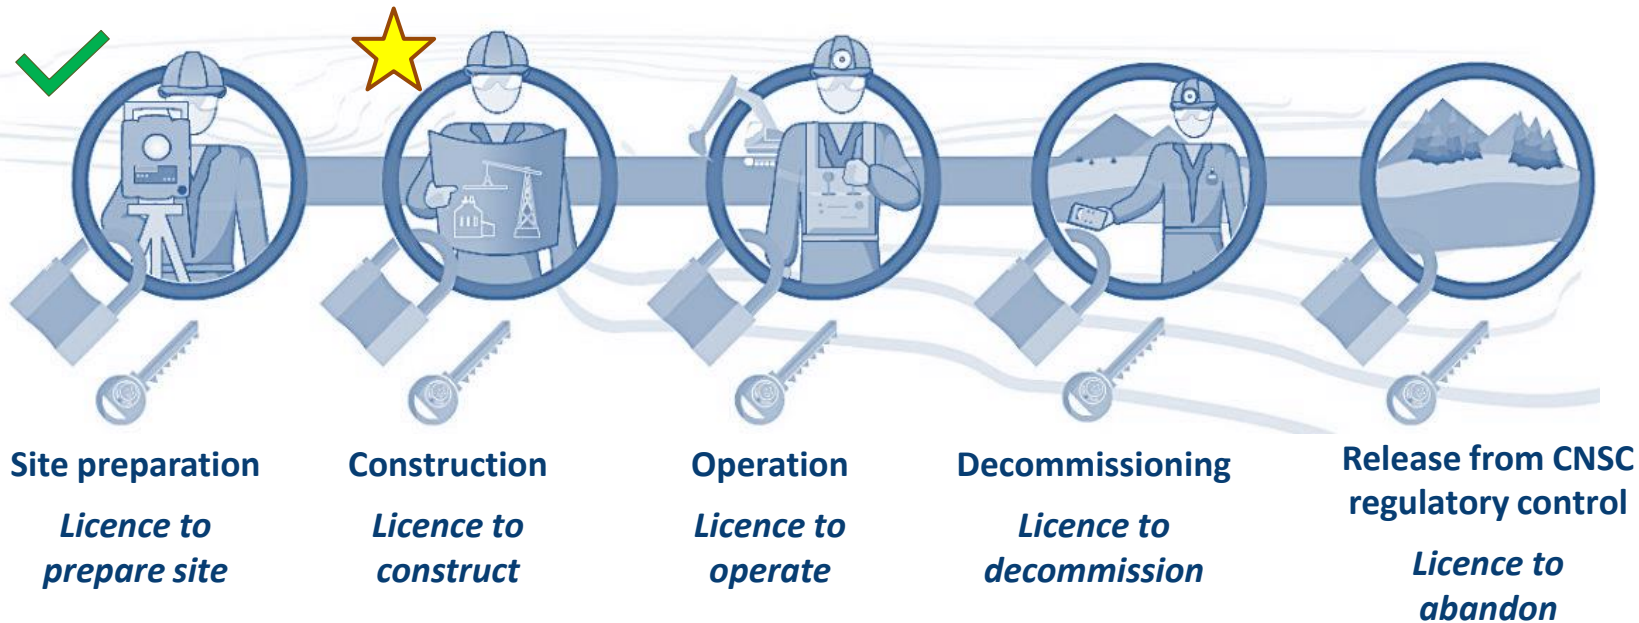 Site preparation
Licence to
prepare site
Construction
Licence to
construct
Operation
Licence to
operate
Decommissioning
Licence to
decommission
Release from CNSC
regulatory control
Licence to
abandon